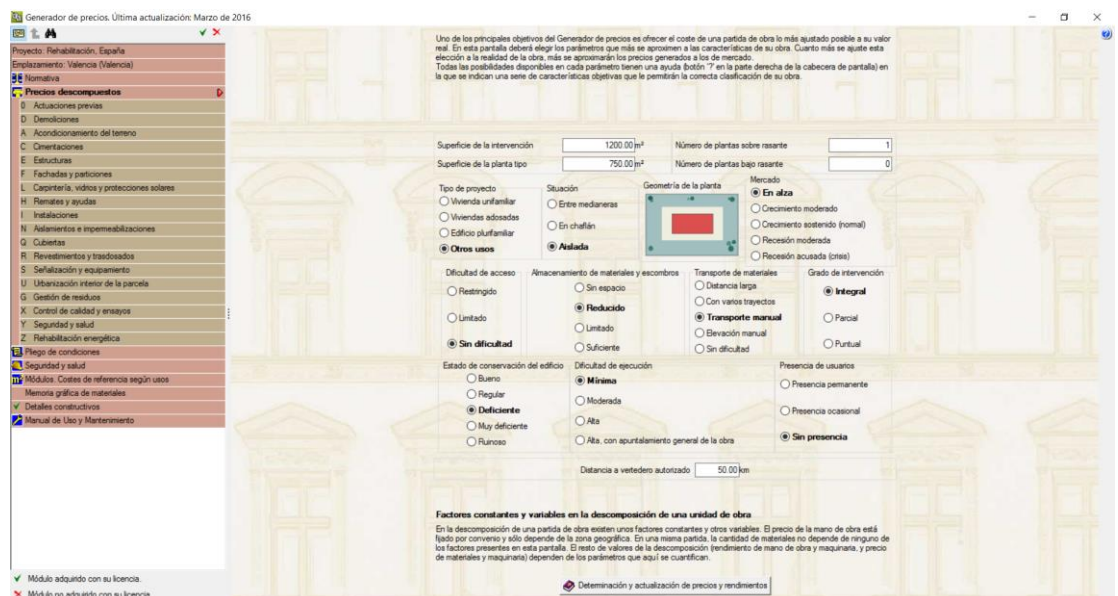 Generador de precios. Última actualización: Marzo de 2016
Proyecto: Rehabilitación, España
Emplazamiento: Valencia (Valencia)
Normativa
Precios descompuestos
0 Actuaciones previas
D Demoliciones
A Acondicionamiento del terreno
C Cimentaciones
E Estructuras
F Fachadas y particiones
L Carpintería, vidrios y protecciones solares
H Remates y ayudas
I Instalaciones
N Aislamientos e impermeabilizaciones
Q Cubiertas
R Revestimientos y trasdosados
S Señalización y equipamiento
U Urbanización interior de la parcela
G Gestión de residuos
X Control de calidad y ensayos
Y Seguridad y salud
Z Rehabilitación energética
Pliego de condiciones
Seguridad y salud
Módulos. Costes de referencia según usos
Memoria gráfica de materiales
Detalles constructivos
Manual de Uso y Mantenimiento
Módulo adquirido con su licencia.
Módulo no adquirido con su licencia
Uno de los principales objetivos del Generador de precios es ofrecer el coste de una partida de obra lo más ajustado posible a su valor
real. En esta pantalla deberá elegir los parámetros que más se aproximen a las características de su obra. Cuanto más se ajuste esta
elección a la realidad de la obra, más se aproximarán los precios generados a los de mercado.
Todas las posibilidades disponibles en cada parámetro tienen una ayuda (botón '?' en la parte derecha de la cabecera de pantalla) en
la que se indican una serie de características objetivas que le permitirán la correcta clasificación de su obra.
Superficie de la intervención 1200.00 m² Número de plantas sobre rasante 1
Superficie de la planta tipo 750.00 m² Número de plantas bajo rasante 0
Tipo de proyecto
Vivienda unifamiliar
Viviendas adosadas
Edificio plurifamiliar
Otros usos
Situación
Entre medianeras
En chaflán
Aislada
Geometría de la planta
Mercado
En alza
Crecimiento moderado
Crecimiento sostenido (normal)
Recesión moderada
Recesión acusada (crisis)
Dificultad de acceso
Restringido
Limitado
Sin dificultad
Almacenamiento de materiales y escombros
Sin espacio
Reducido
Limitado
Suficiente
Transporte de materiales
Distancia larga
Con varios trayectos
Transporte manual
Elevación manual
Sin dificultad
Grado de intervención
Integral
Parcial
Puntual
Estado de conservación del edificio
Bueno
Regular
Deficiente
Muy deficiente
Ruinoso
Dificultad de ejecución
Mínima
Moderada
Alta
Alta, con apuntalamiento general de la obra
Presencia de usuarios
Presencia permanente
Presencia ocasional
Sin presencia
Distancia a vertedero autorizado 50.00 km
Factores constantes y variables en la descomposición de una unidad de obra
En la descomposición de una partida de obra existen unos factores constantes y otros variables. El precio de la mano de obra está
fijado por convenio y sólo depende de la zona geográfica. En una misma partida, la cantidad de materiales no depende de ninguno de
los factores presentes en esta pantalla. El resto de valores de la descomposición (rendimiento de mano de obra y maquinaria, y precio
de materiales y maquinaria) dependen de los parámetros que aquí se cuantifican.
Determinación y actualización de precios y rendimientos